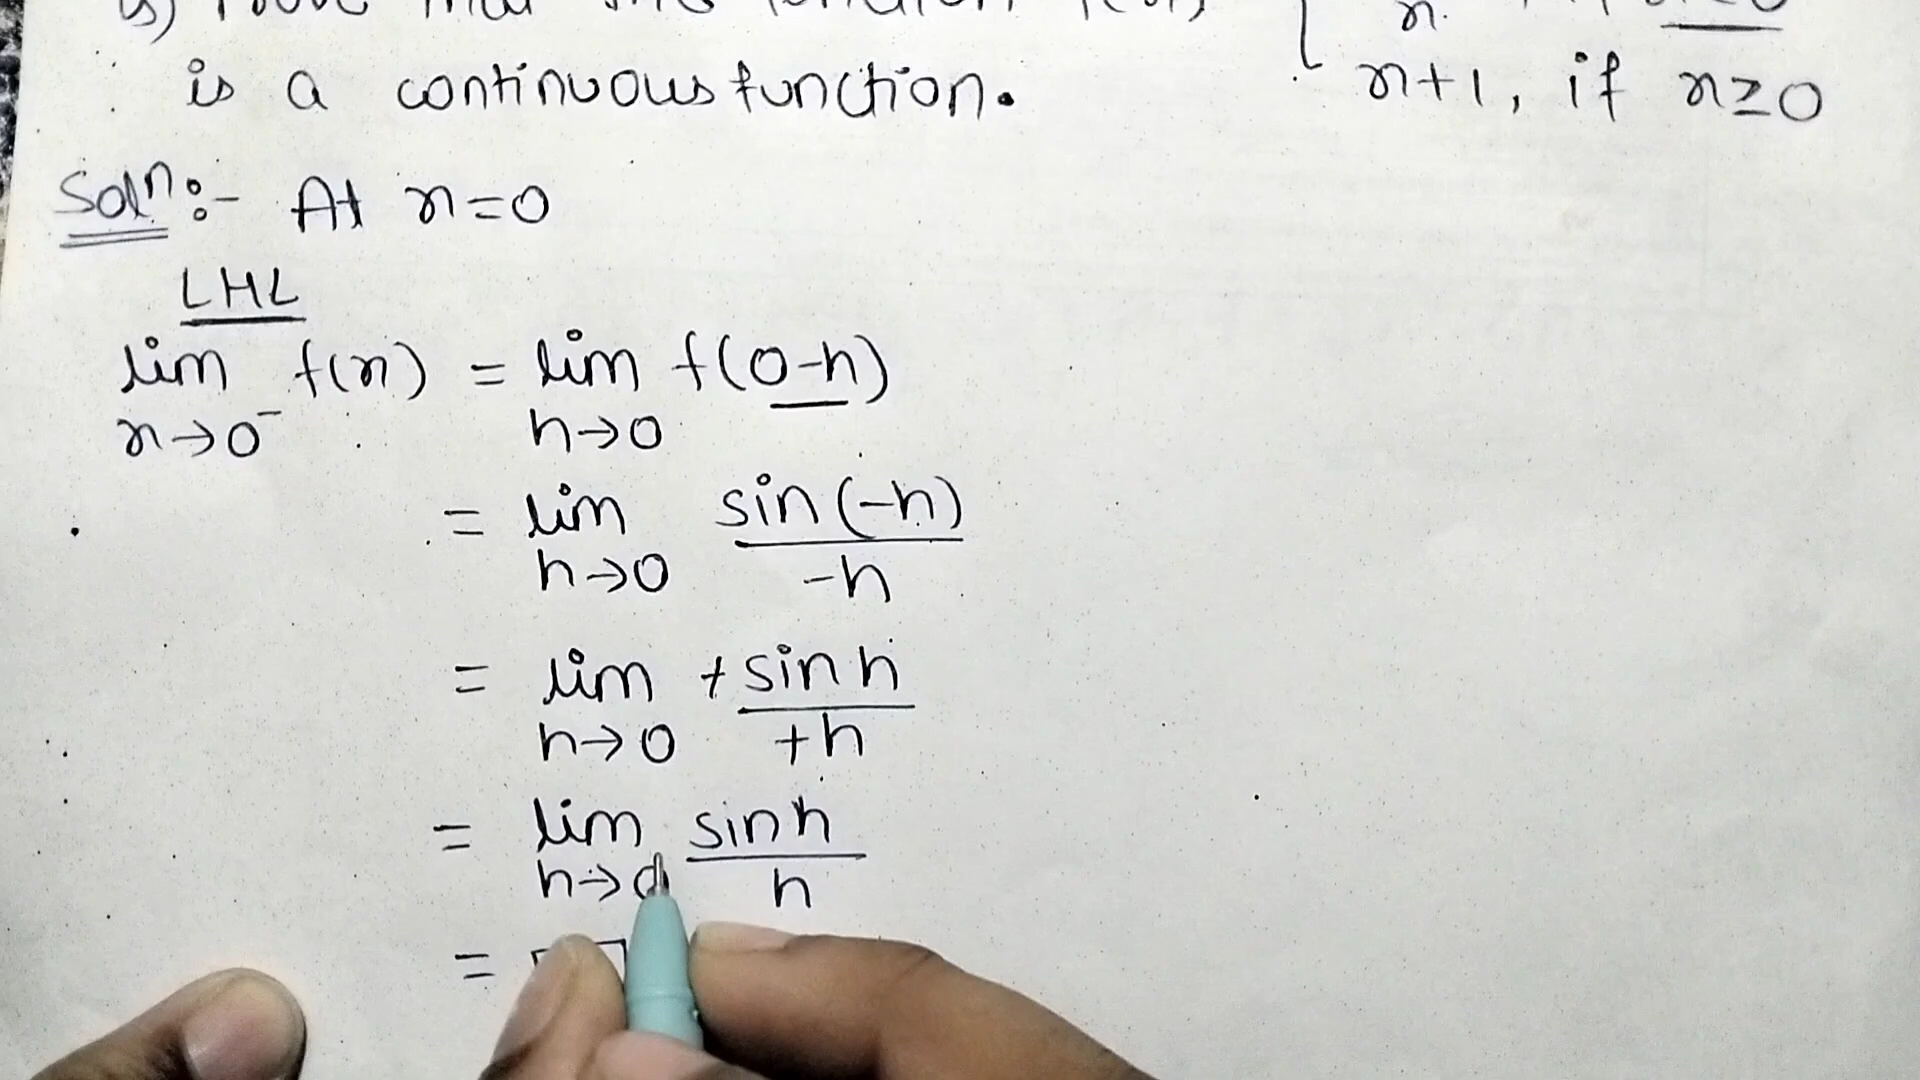 is a continuous function. x+1, if x≥0
Solⁿ:- At x=0
LHL
lim f(x) = lim f(0-h)
x→0⁻ h→0
= lim sin(-h)
h→0 -h
= lim + sin h
h→0 +h
= lim sin h
h→0 h
=